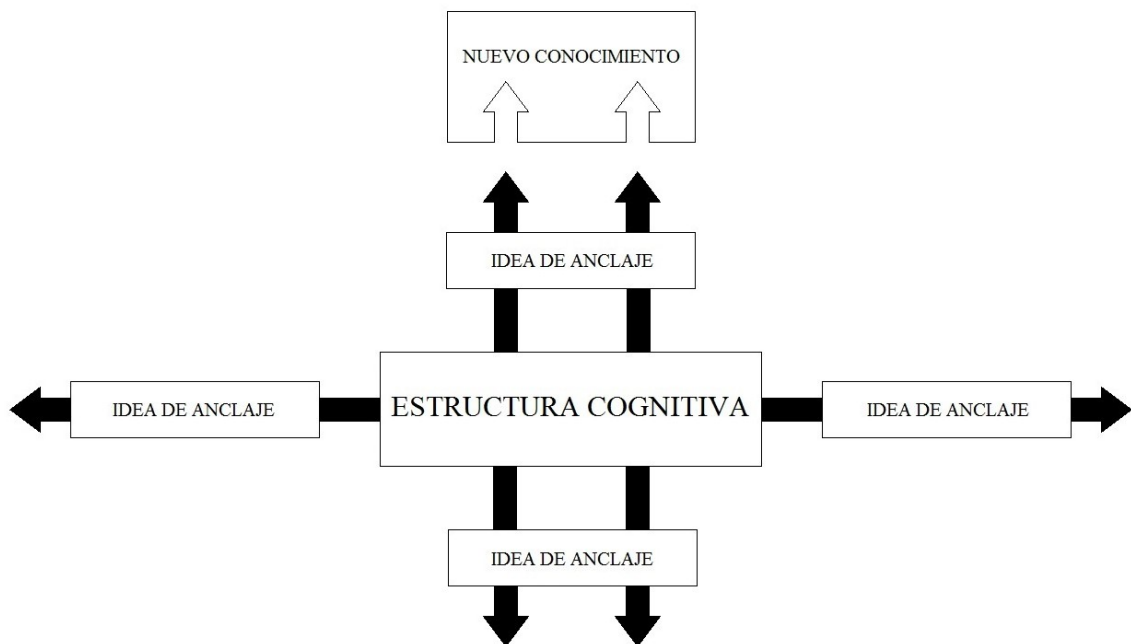 NUEVO CONOCIMIENTO
IDEA DE ANCLAJE
IDEA DE ANCLAJE
ESTRUCTURA COGNITIVA
IDEA DE ANCLAJE
IDEA DE ANCLAJE